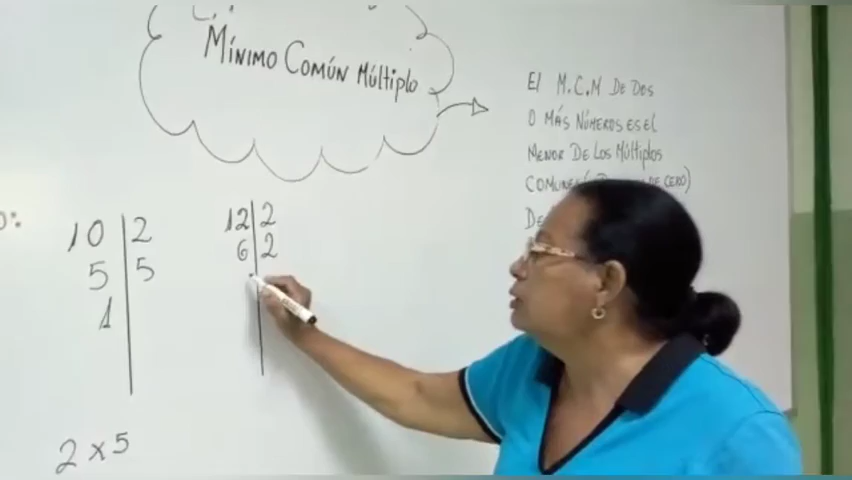 Mínimo Común Múltiplo
El M.C.M De Dos
O Más Números es el
Menor De Los Múltiplos
De
10 2
5 5
1
12 2
6 2
2 x 5